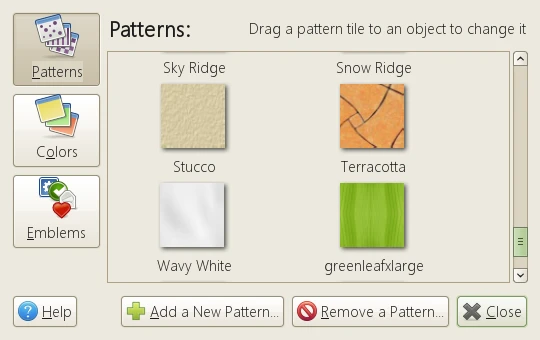 Patterns: Drag a pattern tile to an object to change it
Patterns
Colors
Emblems
Sky Ridge Snow Ridge
Stucco Terracotta
Wavy White greenleafxlarge
Help Add a New Pattern... Remove a Pattern... Close